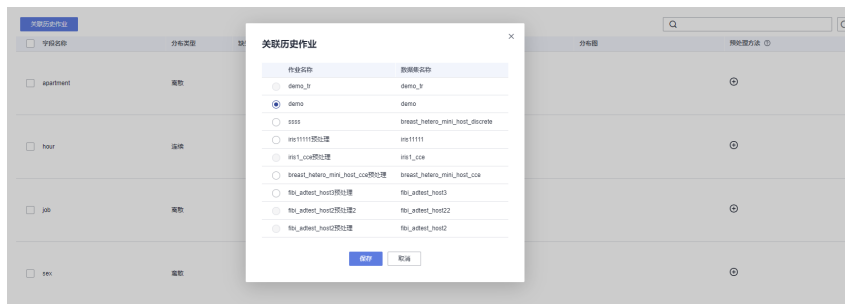 关联历史作业
字段名称 分布类型 缺 分布图 预处理方法
apartment 离散
hour 连续
job 离散
sex 离散
关联历史作业
作业名称 数据集名称
demo_tr demo_tr
demo demo
ssss breast_hetero_mini_host_discrete
iris11111预处理 iris11111
iris1_cce预处理 iris1_cce
breast_hetero_mini_host_cce预处理 breast_hetero_mini_host_cce
fibi_adtest_host3预处理 fibi_adtest_host3
fibi_adtest_host2预处理2 fibi_adtest_host22
fibi_adtest_host2预处理 fibi_adtest_host2
保存 取消